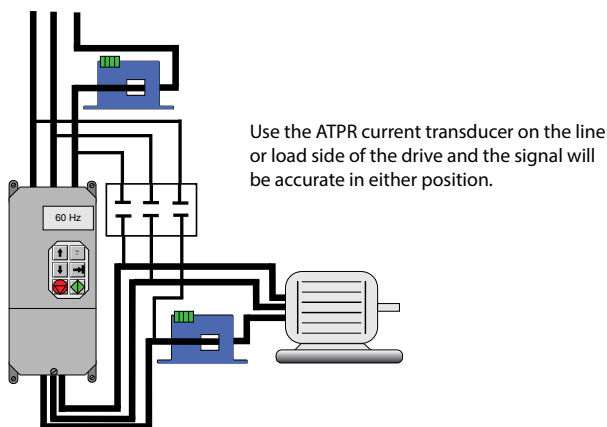 Use the ATPR current transducer on the line
or load side of the drive and the signal will
be accurate in either position.
60 Hz